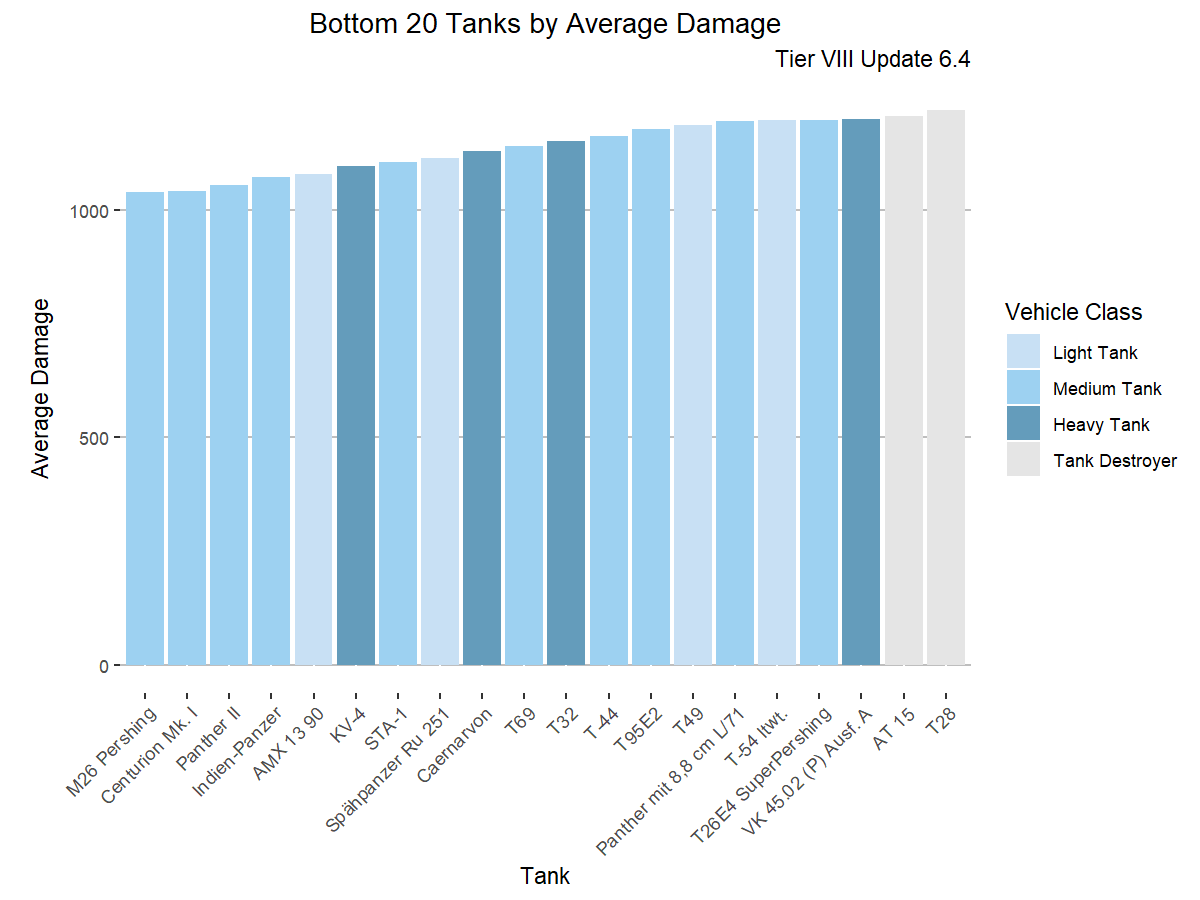 Bottom 20 Tanks by Average Damage
Tier VIII Update 6.4
Average Damage
1000
500
0
M26 Pershing
Centurion Mk. I
Panther II
Indien-Panzer
AMX 13 90
KV-4
STA-1
Spähpanzer Ru 251
Caernarvon
T69
T32
T-44
T95E2
T49
Panther mit 8,8 cm L/71
T-54 ltwt.
T26E4 SuperPershing
VK 45.02 (P) Ausf. A
AT 15
T28
Tank
Vehicle Class
Light Tank
Medium Tank
Heavy Tank
Tank Destroyer